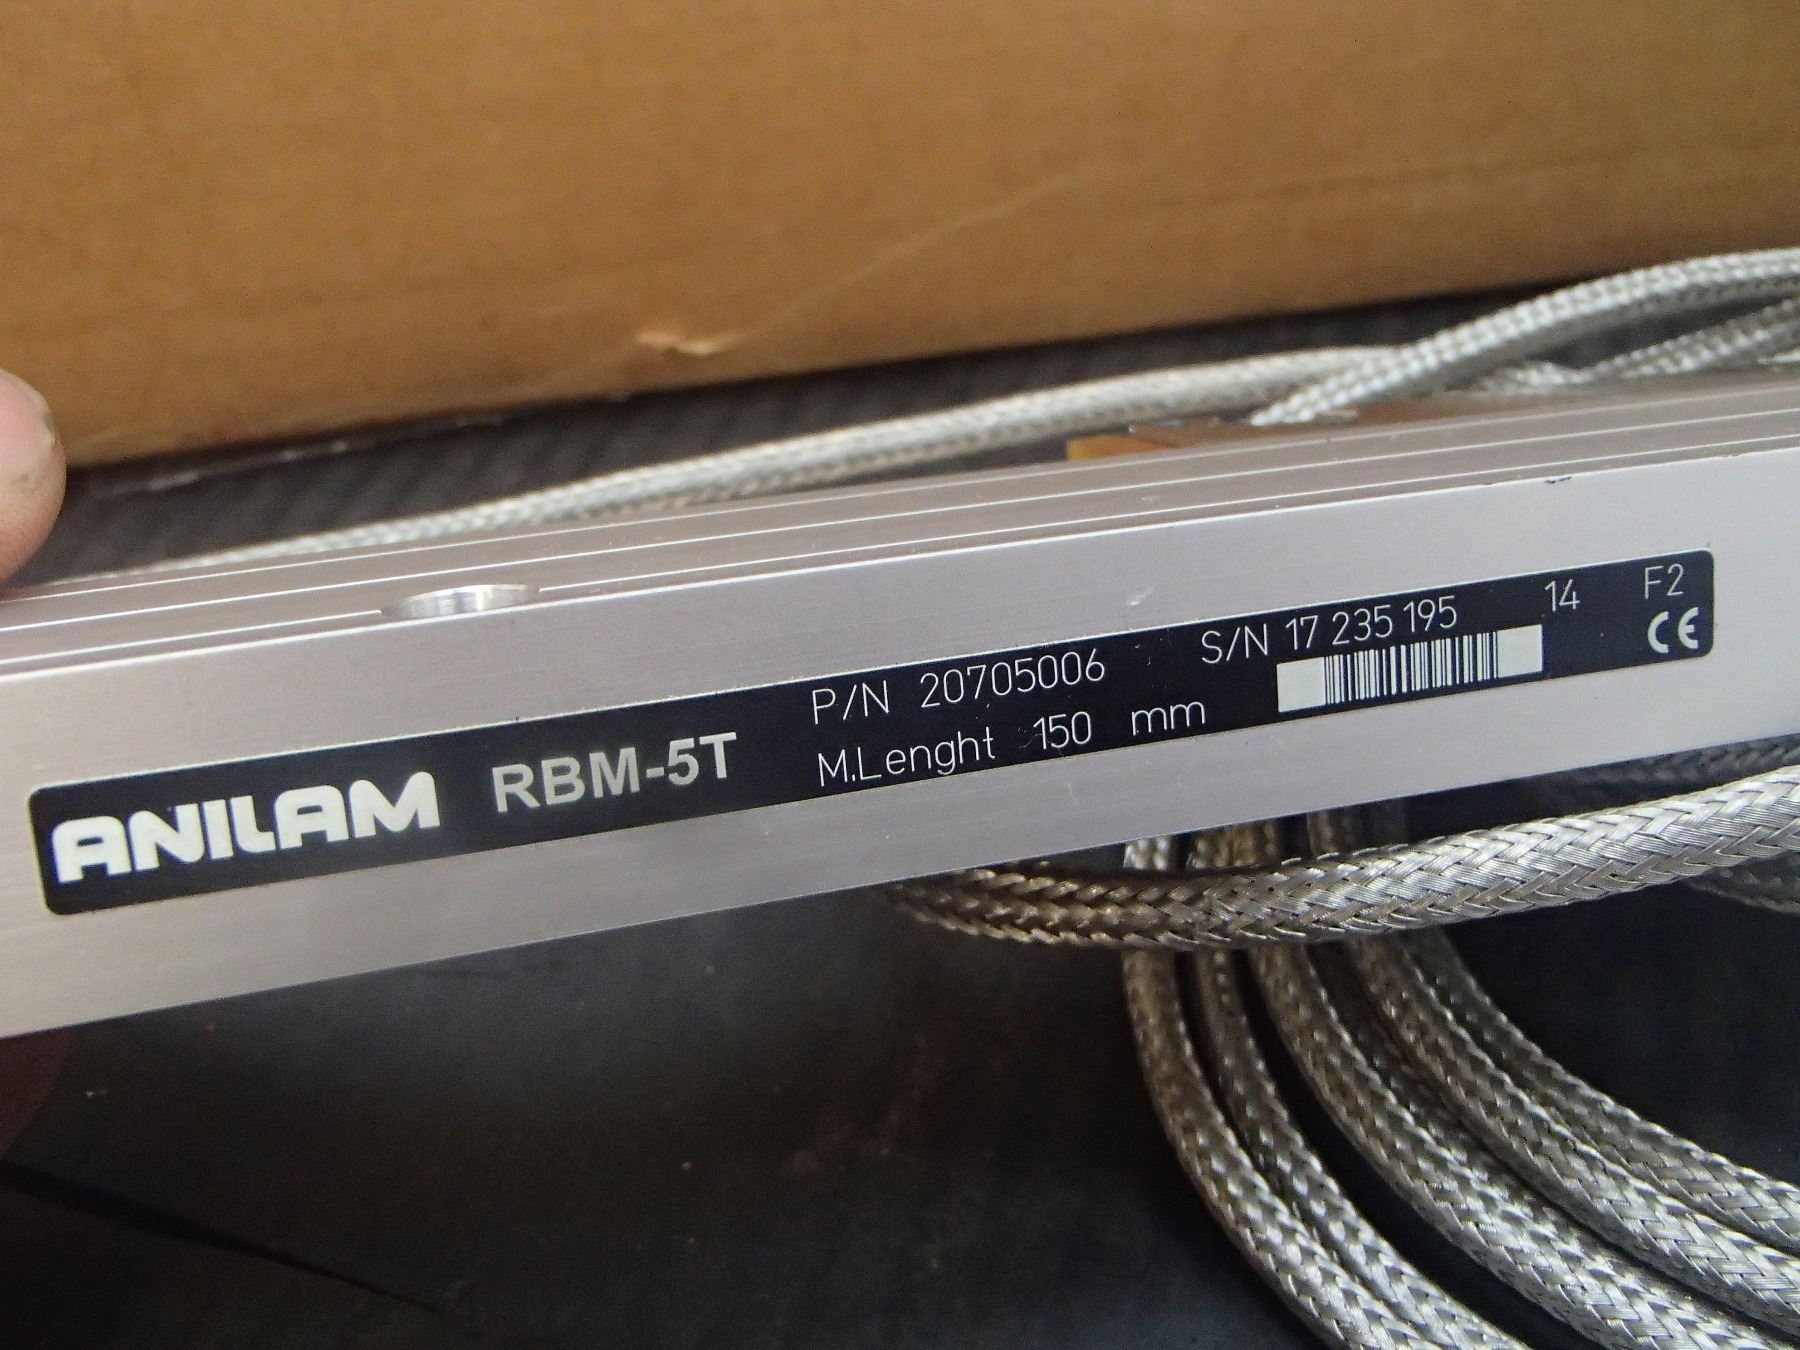 ANILAM RBM-5T
P/N 20705006
M.Lenght 150 mm
S/N 17 235 195
14
F2
CE